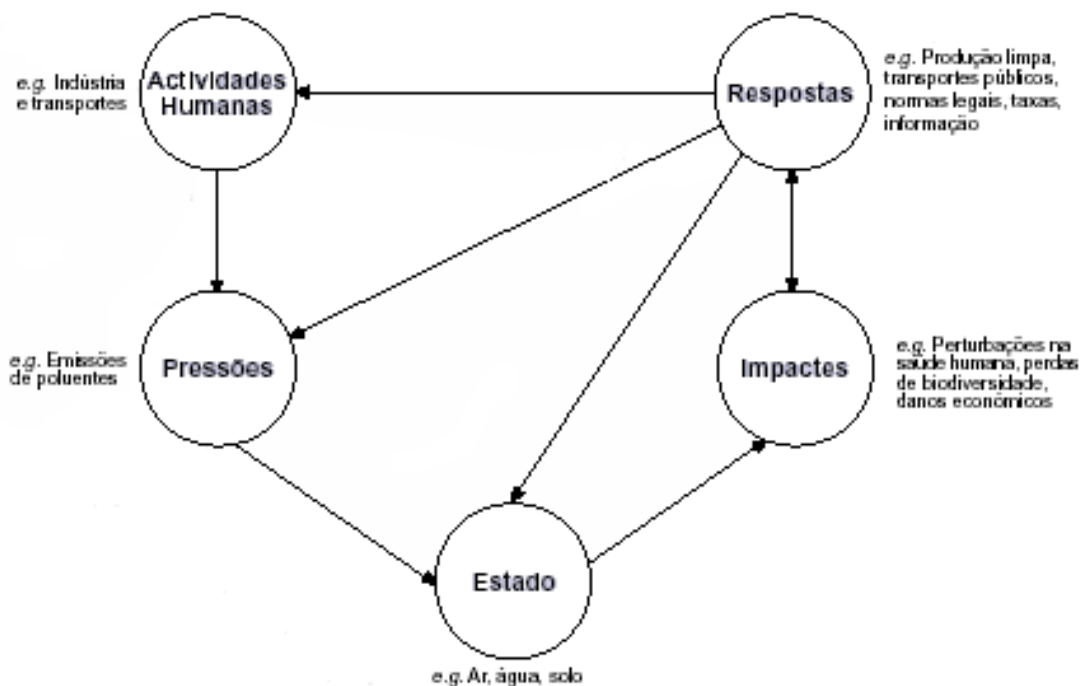 e.g. Indústria
e transportes
Actividades
Humanas
Respostas
e.g. Produção limpa,
transportes públicos,
normas legais, taxas,
informação
e.g. Emissões
de poluentes
Pressões
Impactes
e.g. Perturbações na
saúde humana, perdas
de biodiversidade,
danos económicos
Estado
e.g. Ar, água, solo